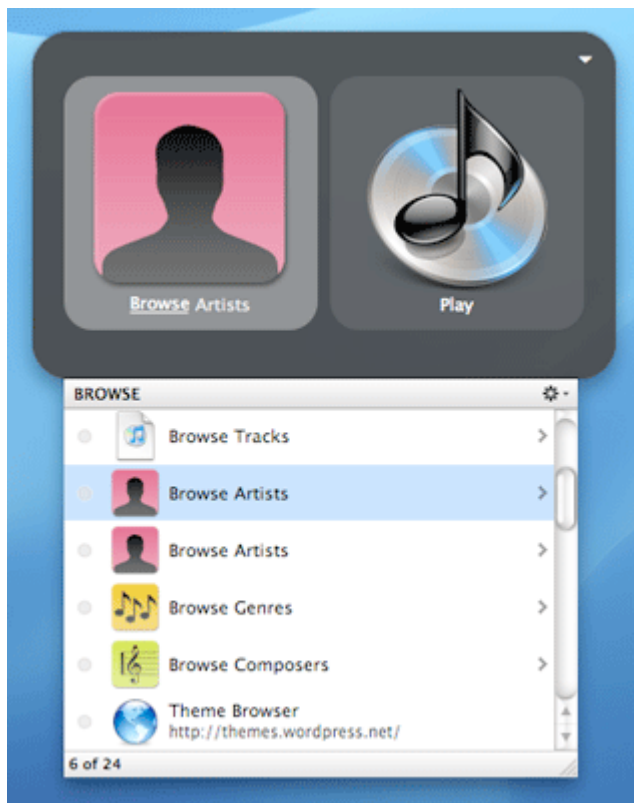 Browse Artists
Play
BROWSE
Browse Tracks
Browse Artists
Browse Artists
Browse Genres
Browse Composers
Theme Browser
http://themes.wordpress.net/
6 of 24